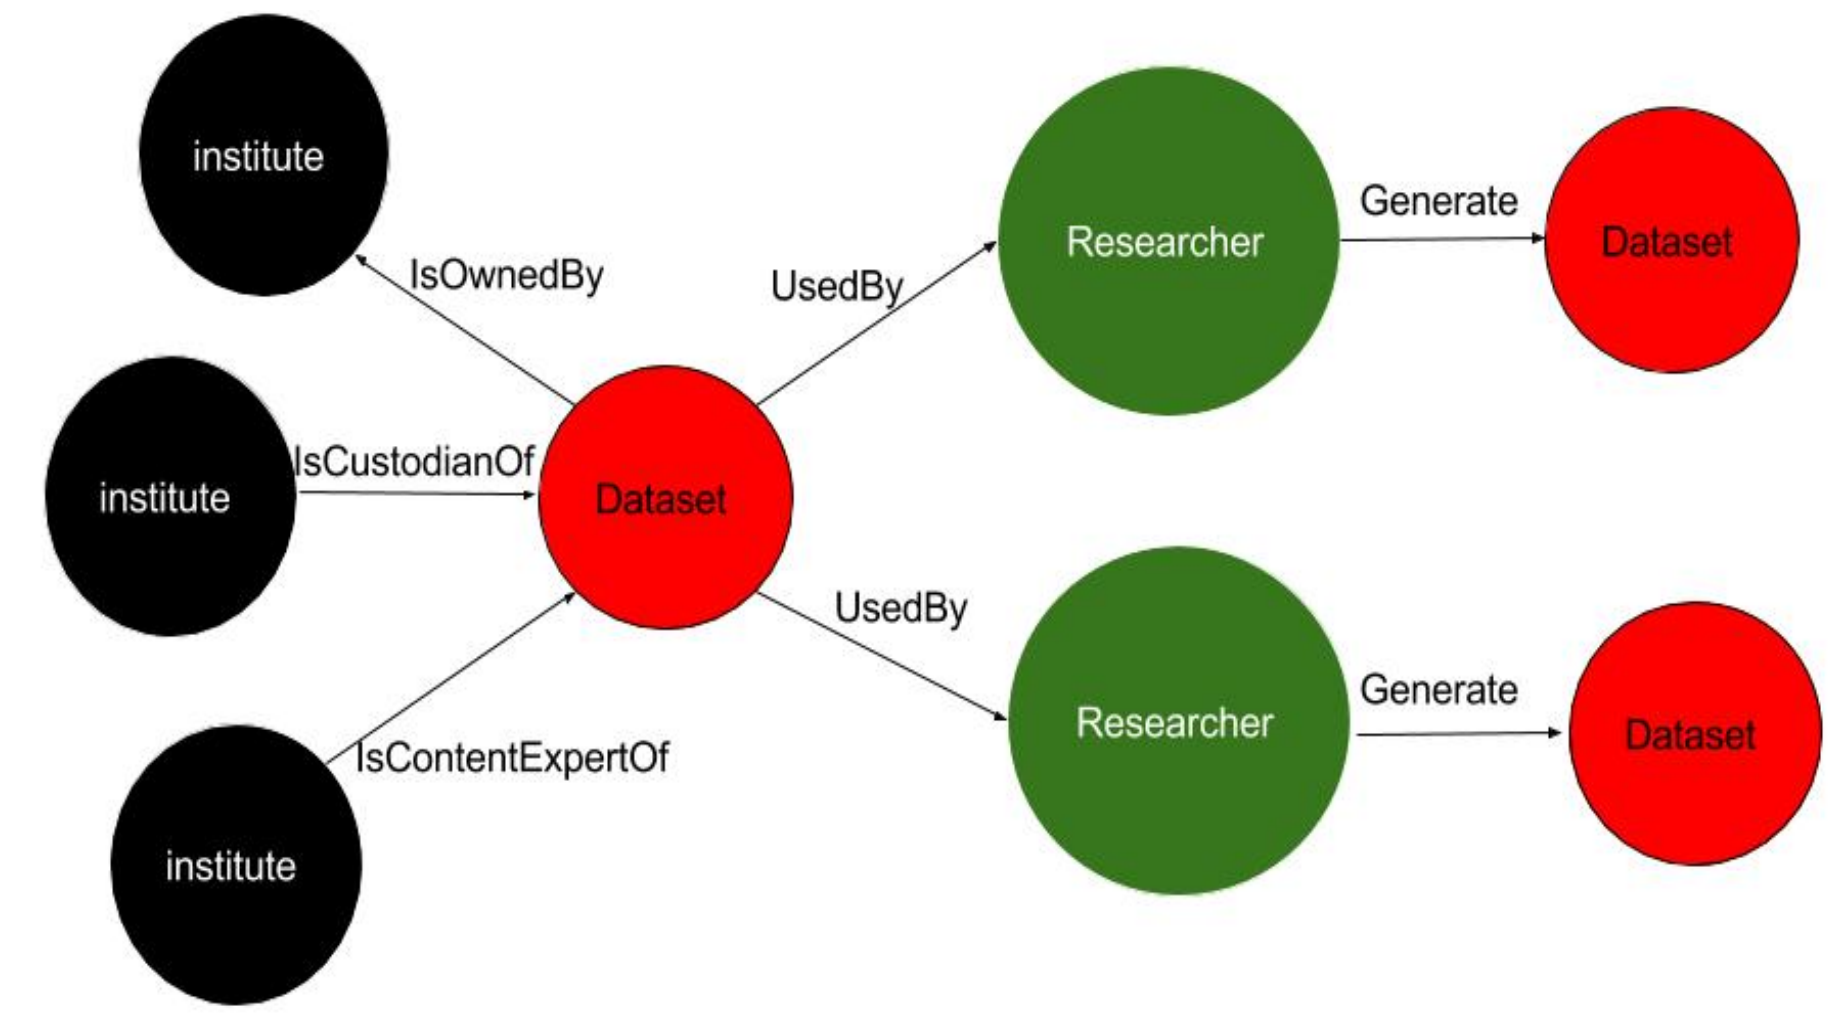 institute
IsOwnedBy
UsedBy
Researcher
Generate
Dataset
institute
IsCustodianOf
Dataset
UsedBy
Researcher
Generate
Dataset
IsContentExpertOf
institute